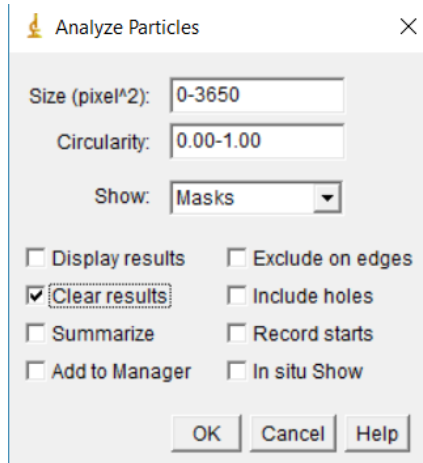 Analyze Particles
Size (pixel^2): 0-3650
Circularity: 0.00-1.00
Show: Masks
Display results Exclude on edges
Clear results Include holes
Summarize Record starts
Add to Manager In situ Show
OK Cancel Help